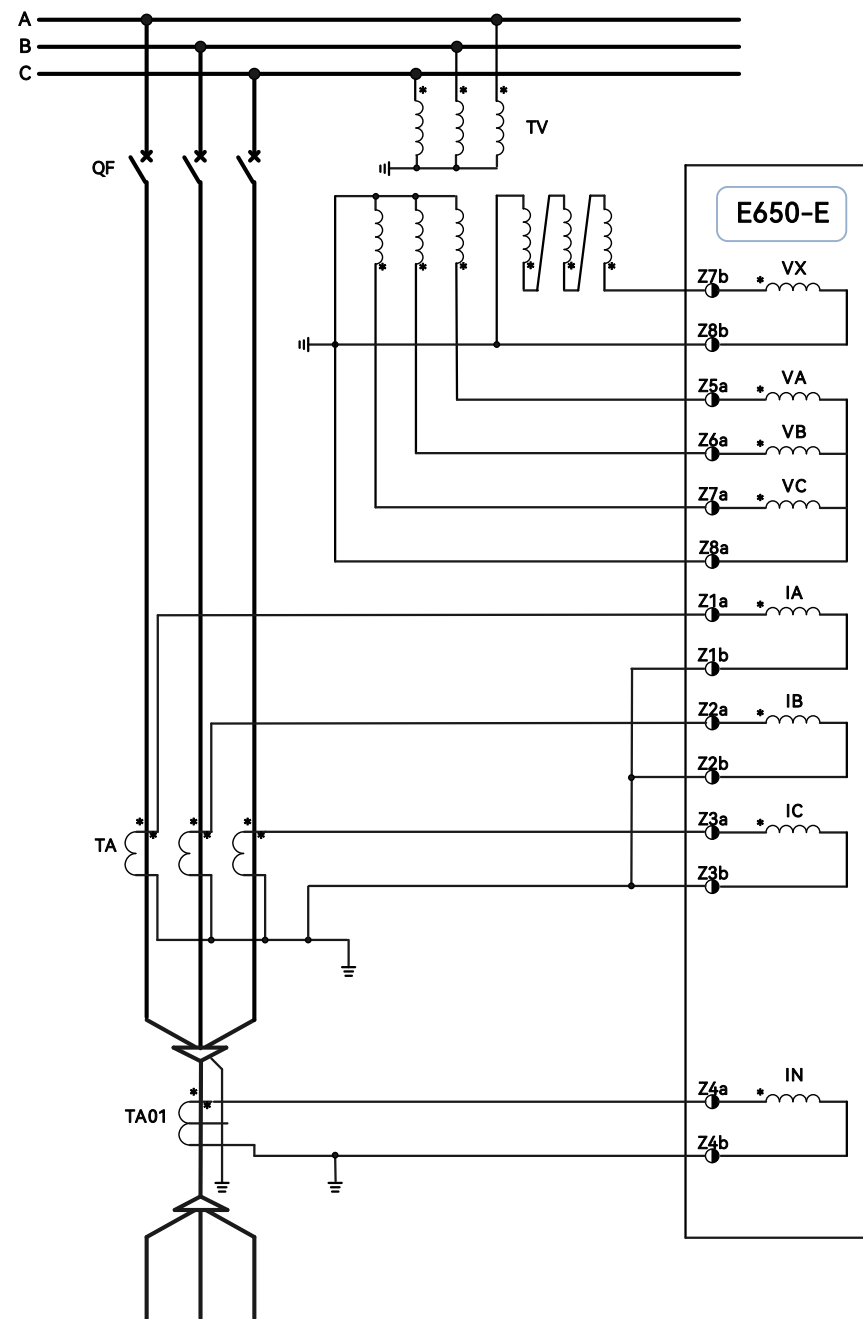 A
B
C
TV
QF
E650-E
Z7b * VX
Z8b
Z5a * VA
Z6a * VB
Z7a * VC
Z8a
Z1a * IA
Z1b
Z2a * IB
Z2b
TA
Z3a * IC
Z3b
Z4a * IN
TA01
Z4b